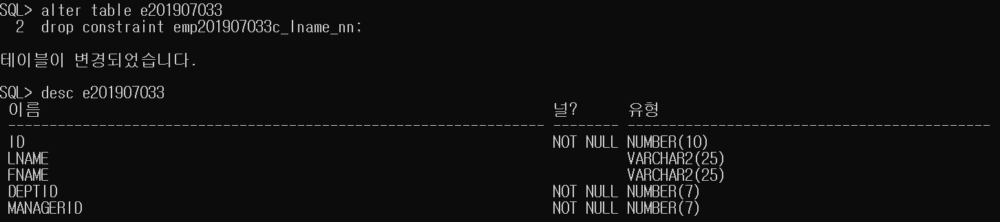 SQL> alter table e201907033
  2  drop constraint emp201907033c_lname_nn;
테이블이 변경되었습니다.
SQL> desc e201907033
 이름                                                              널?      유형
 ----------------------------------------------------------------- -------- --------------------------------------------
 ID                                                                NOT NULL NUMBER(10)
 LNAME                                                                      VARCHAR2(25)
 FNAME                                                                      VARCHAR2(25)
 DEPTID                                                            NOT NULL NUMBER(7)
 MANAGERID                                                         NOT NULL NUMBER(7)